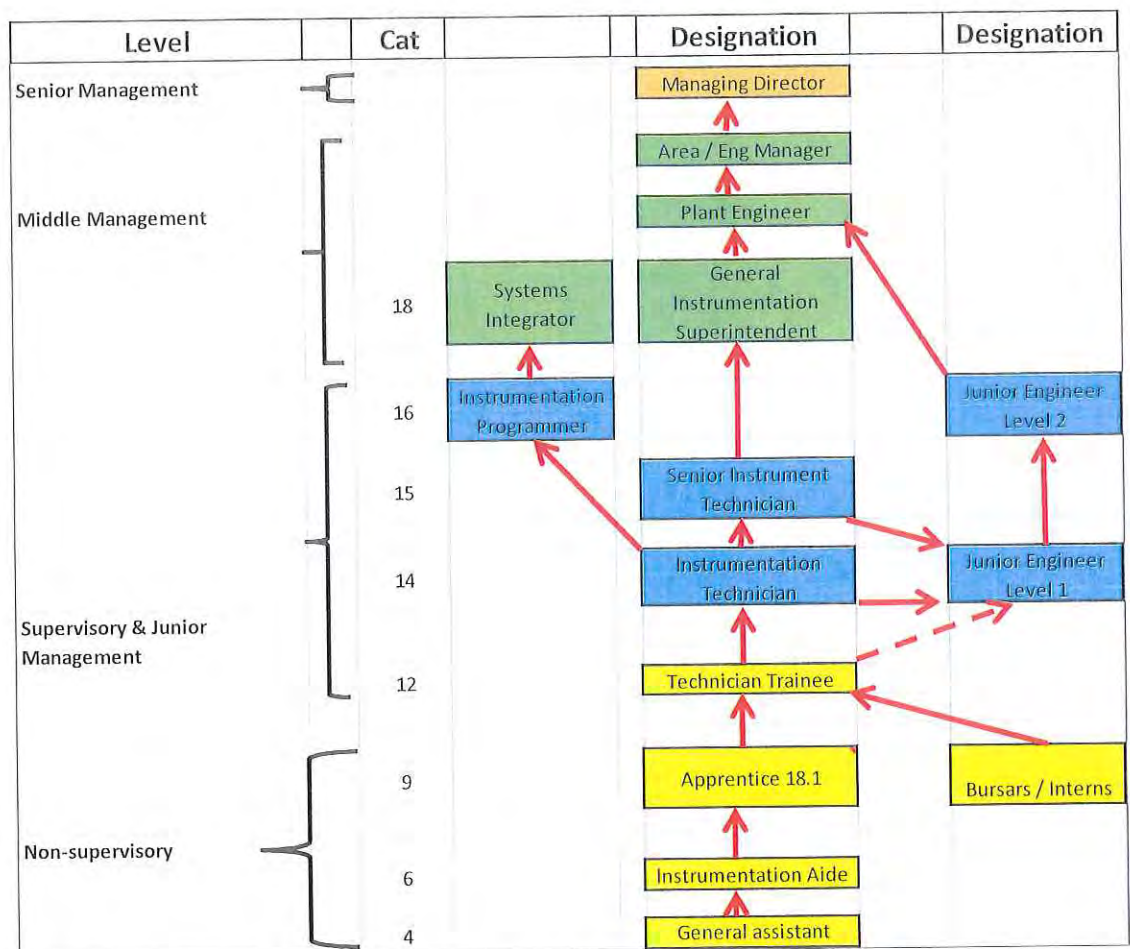 Level Cat Designation Designation
Senior Management
Managing Director
Area / Eng Manager
Middle Management
Plant Engineer
18
Systems
Integrator
General
Instrumentation
Superintendent
16
Instrumentation
Programmer
Junior Engineer
Level 2
15
Senior Instrument
Technician
14
Instrumentation
Technician
Junior Engineer
Level 1
Supervisory & Junior
Management
12
Technician Trainee
9
Apprentice 18.1
Bursars / Interns
Non-supervisory
6
Instrumentation Aide
4
General assistant